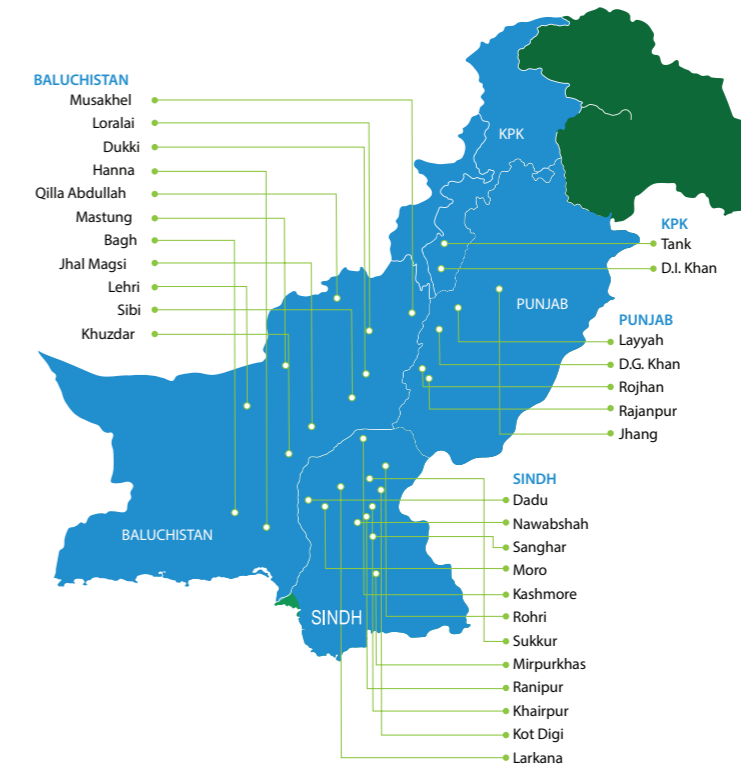 BALUCHISTAN
Musakhel
Loralai
Dukki
Hanna
Qilla Abdullah
Mastung
Bagh
Jhal Magsi
Lehri
Sibi
Khuzdar
KPK
PUNJAB
BALUCHISTAN
SINDH
KPK
Tank
D.I. Khan
PUNJAB
Layyah
D.G. Khan
Rojhan
Rajanpur
Jhang
SINDH
Dadu
Nawabshah
Sanghar
Moro
Kashmore
Rohri
Sukkur
Mirpurkhas
Ranipur
Khairpur
Kot Digi
Larkana